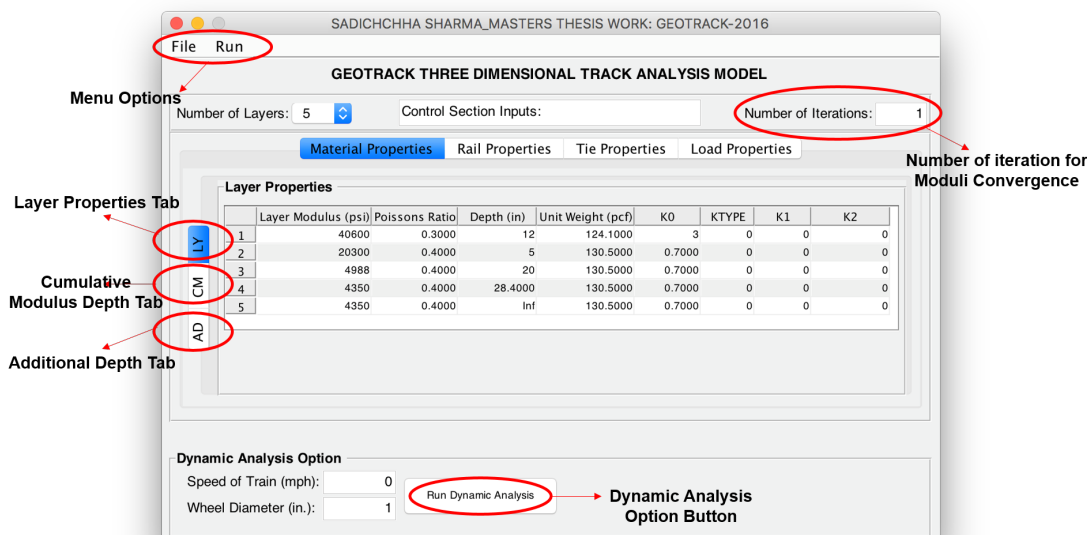 SADICHCHHA SHARMA_MASTERS THESIS WORK: GEOTRACK-2016
File Run
GEOTRACK THREE DIMENSIONAL TRACK ANALYSIS MODEL
Menu Options
Number of Layers: 5 Control Section Inputs: Number of Iterations: 1
Material Properties Rail Properties Tie Properties Load Properties
Number of iteration for
Moduli Convergence
Layer Properties
Layer Properties Tab
Layer Modulus (psi) Poissons Ratio Depth (in) Unit Weight (pcf) K0 KTYPE K1 K2
1 40600 0.3000 12 124.1000 3 0 0 0
2 20300 0.4000 5 130.5000 0.7000 0 0 0
3 4988 0.4000 20 130.5000 0.7000 0 0 0
4 4350 0.4000 28.4000 130.5000 0.7000 0 0 0
5 4350 0.4000 Inf 130.5000 0.7000 0 0 0
LY
CM
AD
Cumulative
Modulus Depth Tab
Additional Depth Tab
Dynamic Analysis Option
Speed of Train (mph): 0
Wheel Diameter (in.): 1
Run Dynamic Analysis
Dynamic Analysis
Option Button